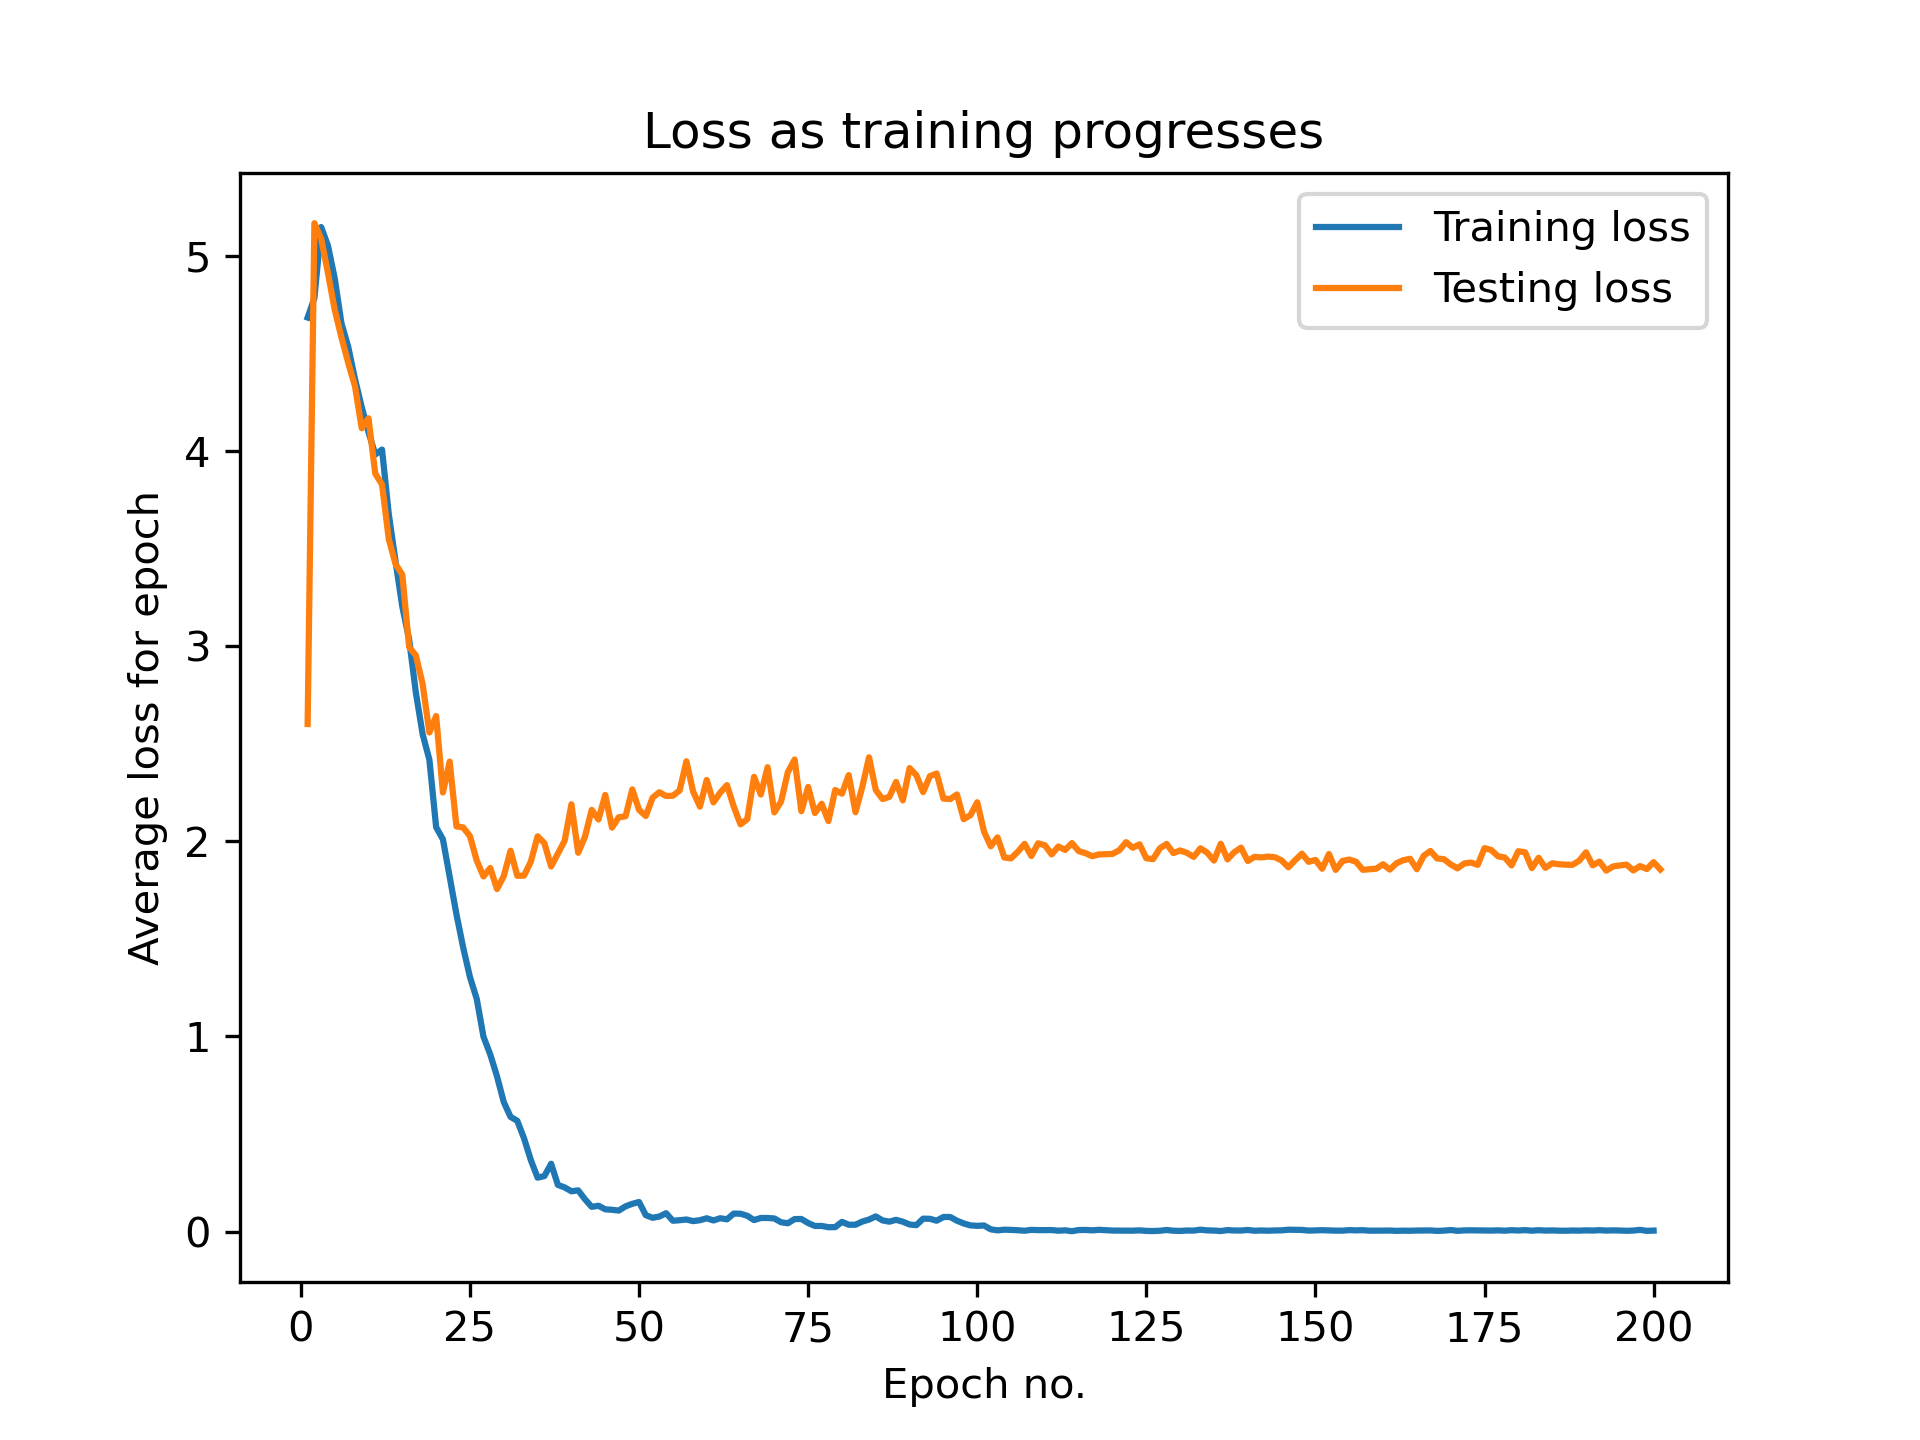 Loss as training progresses
Training loss
Testing loss
Average loss for epoch
5
4
3
2
1
0
0 25 50 75 100 125 150 175 200
Epoch no.